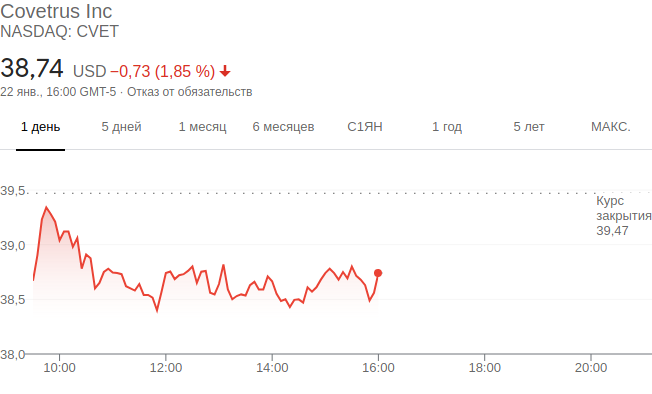 Covetrus Inc
NASDAQ: CVET
38,74 USD −0,73 (1,85 %)
22 янв., 16:00 GMT-5 · Отказ от обязательств
1 день 5 дней 1 месяц 6 месяцев С1ЯН 1 год 5 лет МАКС.
39,5
Курс
закрытия
39,47
39,0
38,5
38,0
10:00 12:00 14:00 16:00 18:00 20:00